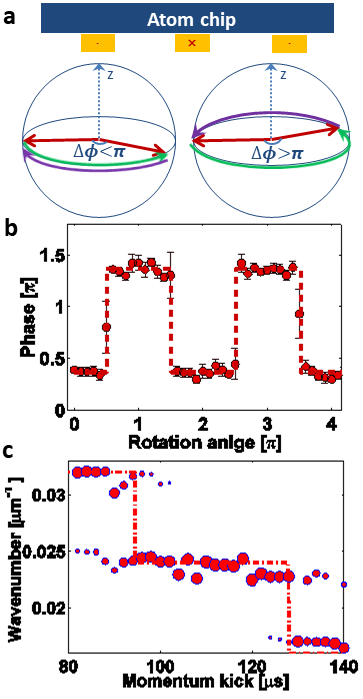 a
Atom chip
z
z
Δϕ<π
Δϕ>π
b
Phase [π]
1.5
1
0.5
0
0
1
2
3
4
Rotation anlge [π]
c
Wavenumber [μm⁻¹]
0.03
0.025
0.02
80
100
120
140
Momentum kick [μs]